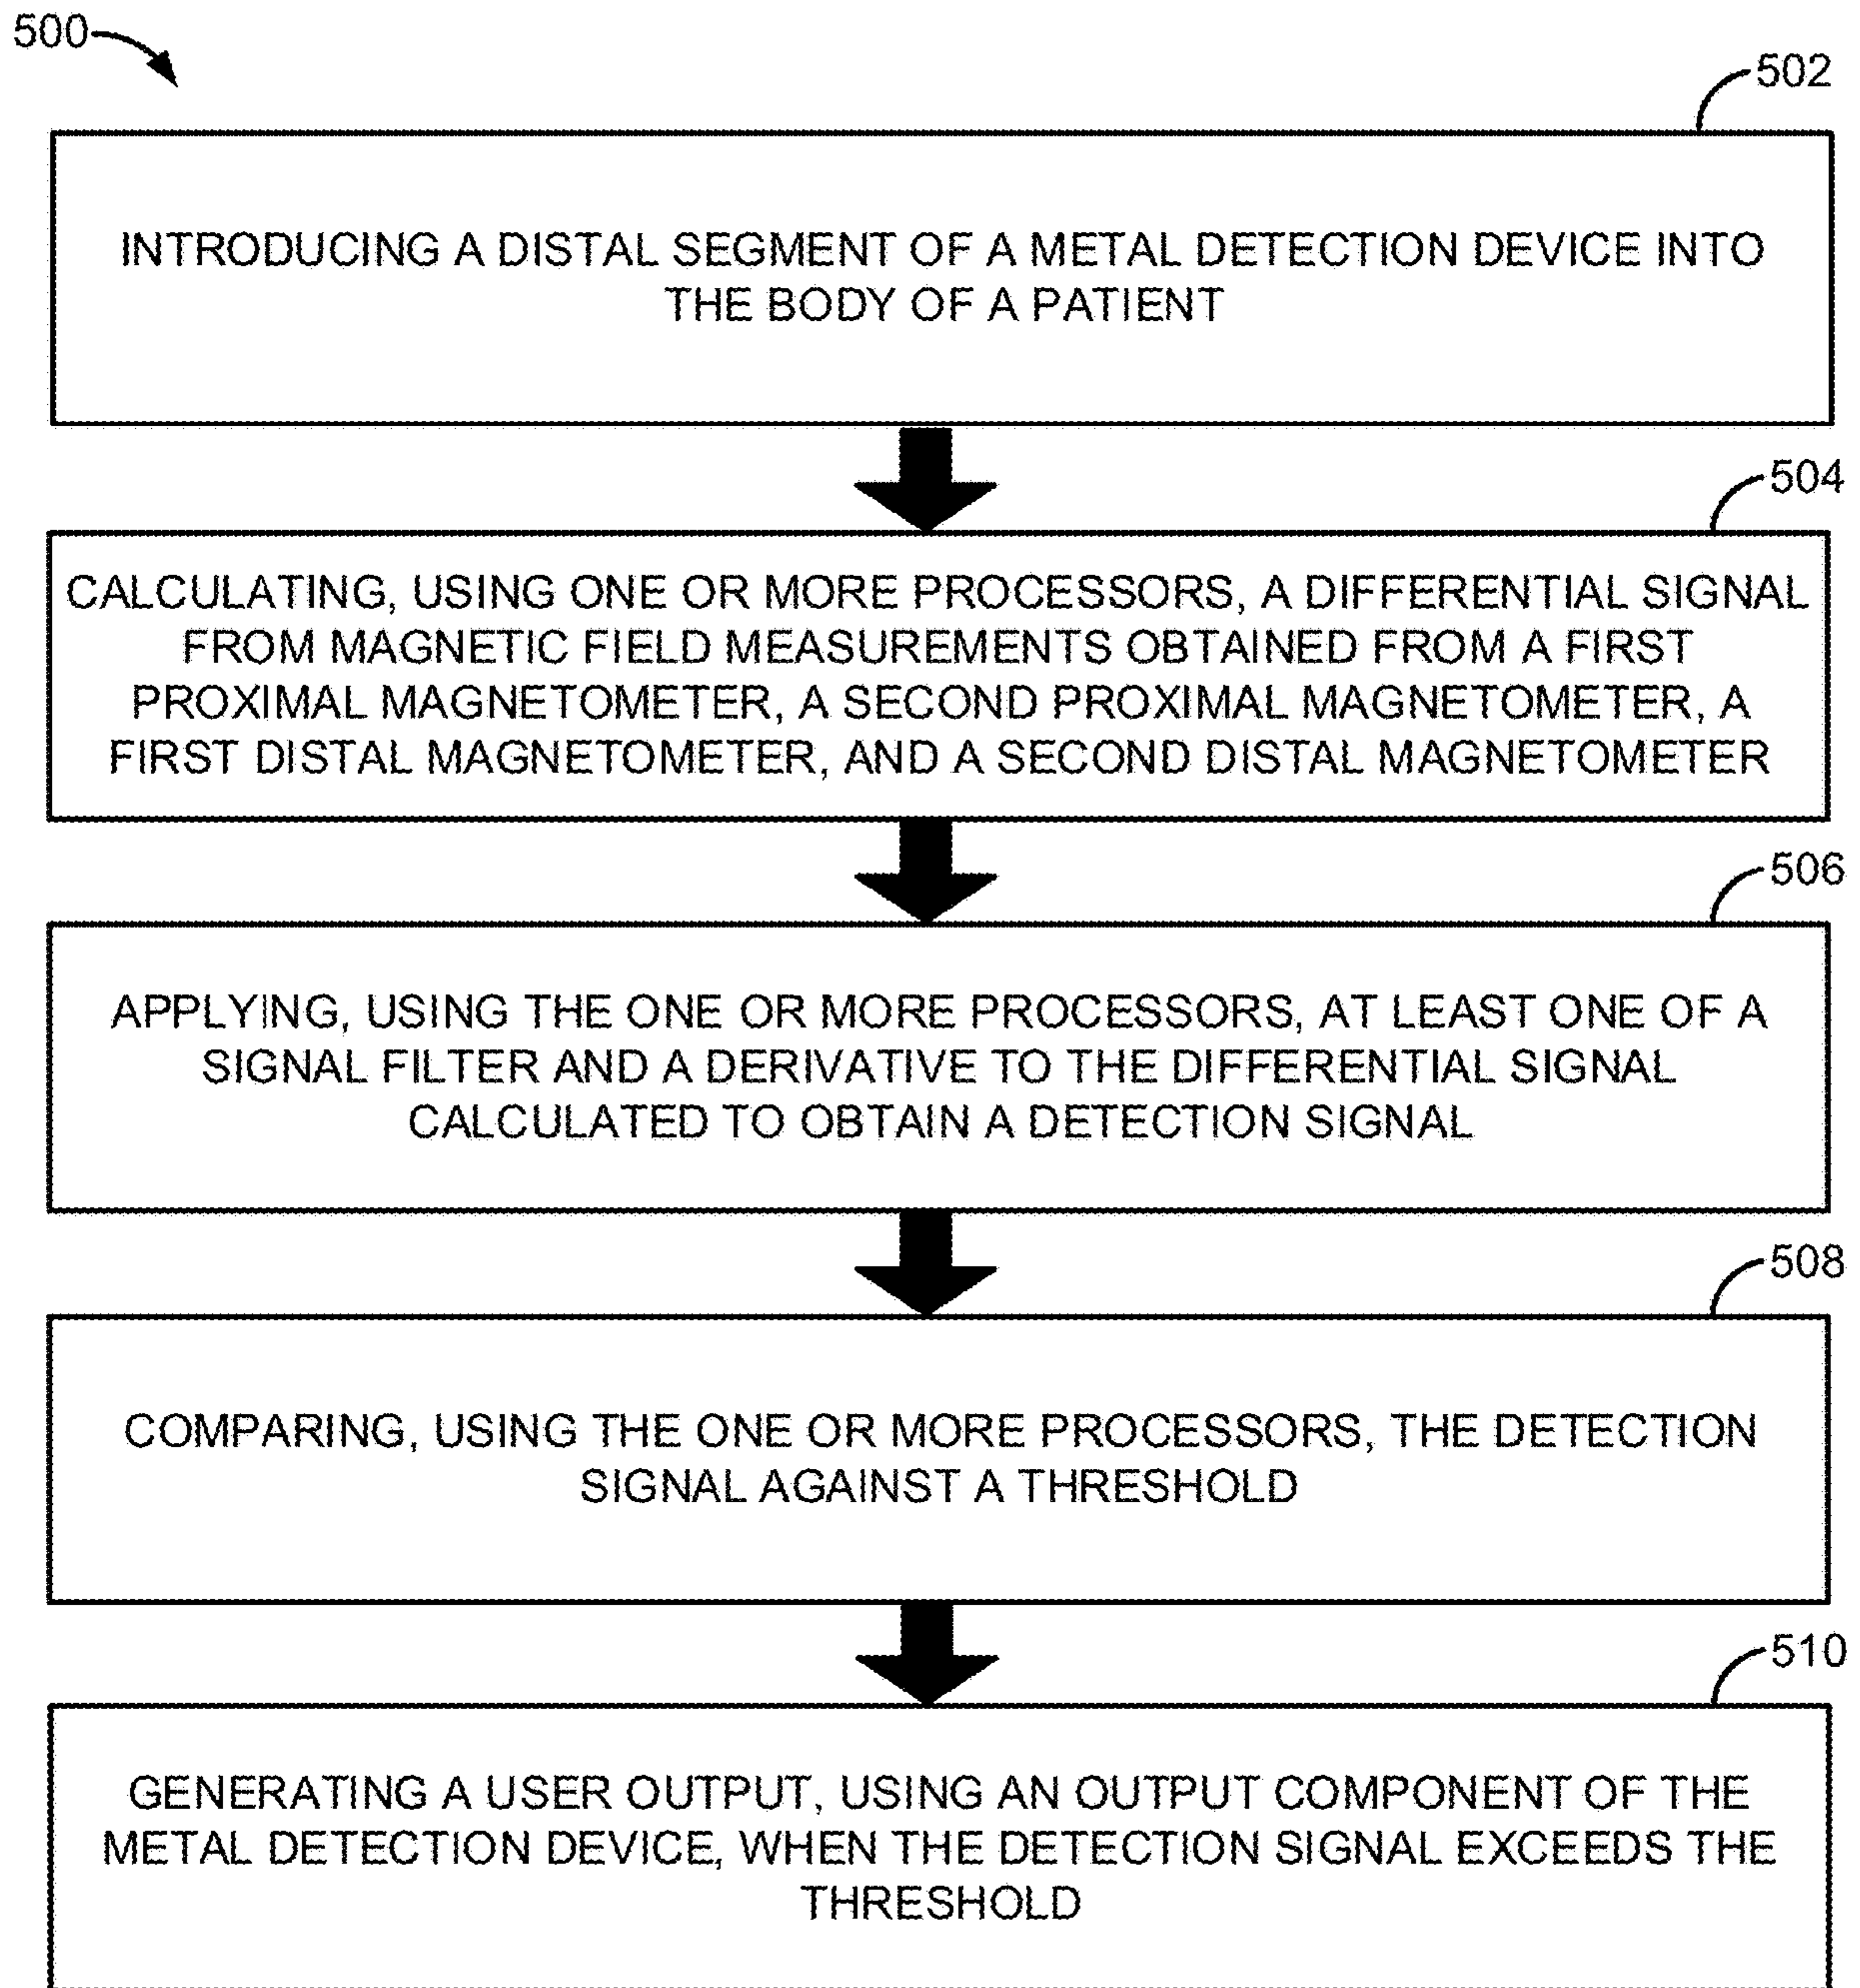 500
502
INTRODUCING A DISTAL SEGMENT OF A METAL DETECTION DEVICE INTO
THE BODY OF A PATIENT
504
CALCULATING, USING ONE OR MORE PROCESSORS, A DIFFERENTIAL SIGNAL
FROM MAGNETIC FIELD MEASUREMENTS OBTAINED FROM A FIRST
PROXIMAL MAGNETOMETER, A SECOND PROXIMAL MAGNETOMETER, A
FIRST DISTAL MAGNETOMETER, AND A SECOND DISTAL MAGNETOMETER
506
APPLYING, USING THE ONE OR MORE PROCESSORS, AT LEAST ONE OF A
SIGNAL FILTER AND A DERIVATIVE TO THE DIFFERENTIAL SIGNAL
CALCULATED TO OBTAIN A DETECTION SIGNAL
508
COMPARING, USING THE ONE OR MORE PROCESSORS, THE DETECTION
SIGNAL AGAINST A THRESHOLD
510
GENERATING A USER OUTPUT, USING AN OUTPUT COMPONENT OF THE
METAL DETECTION DEVICE, WHEN THE DETECTION SIGNAL EXCEEDS THE
THRESHOLD